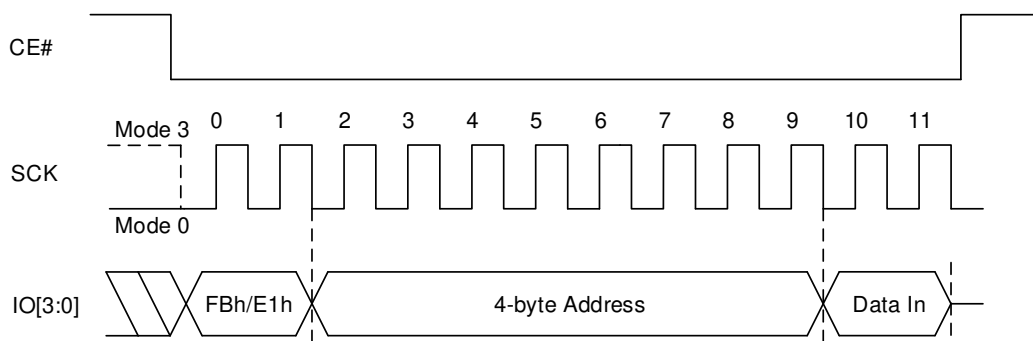 CE#
Mode 3 0 1 2 3 4 5 6 7 8 9 10 11
SCK
Mode 0
IO[3:0] FBh/E1h 4-byte Address Data In